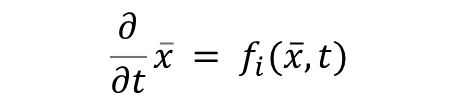 ∂/∂t x̄ = fᵢ(x̄, t)